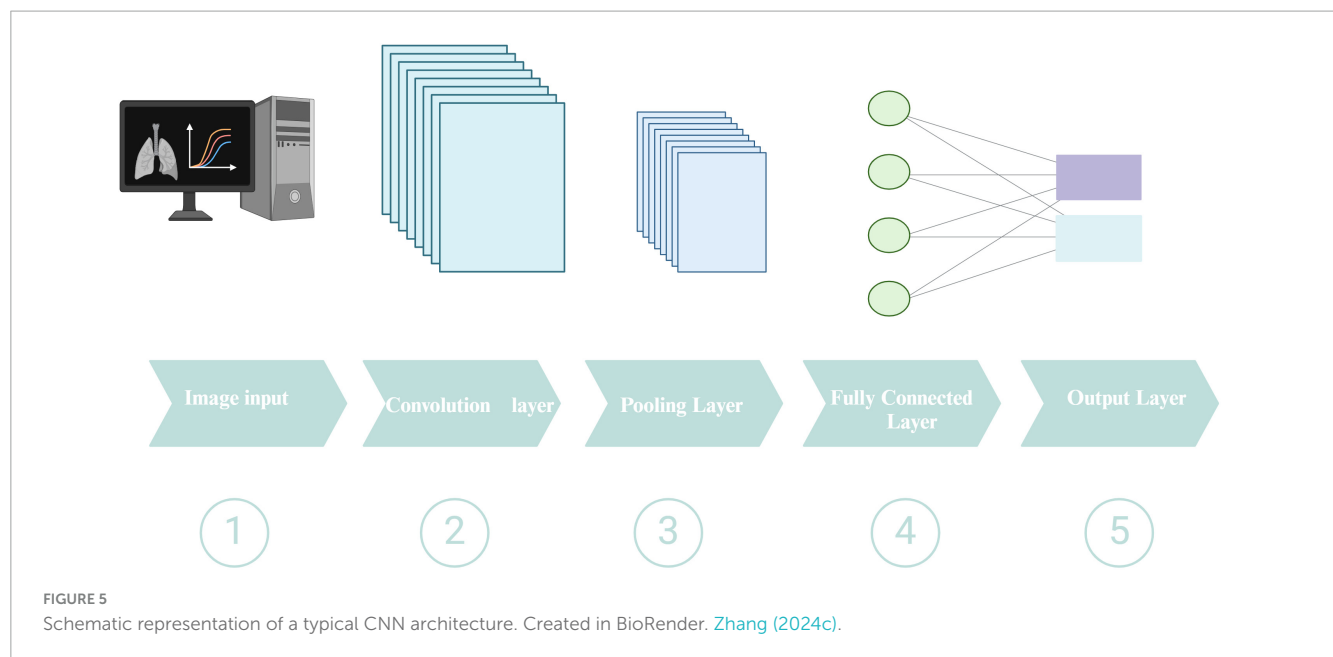 Image input
Convolution layer
Pooling Layer
Fully Connected
Layer
Output Layer
1
2
3
4
5
FIGURE 5
Schematic representation of a typical CNN architecture. Created in BioRender. Zhang (2024c).